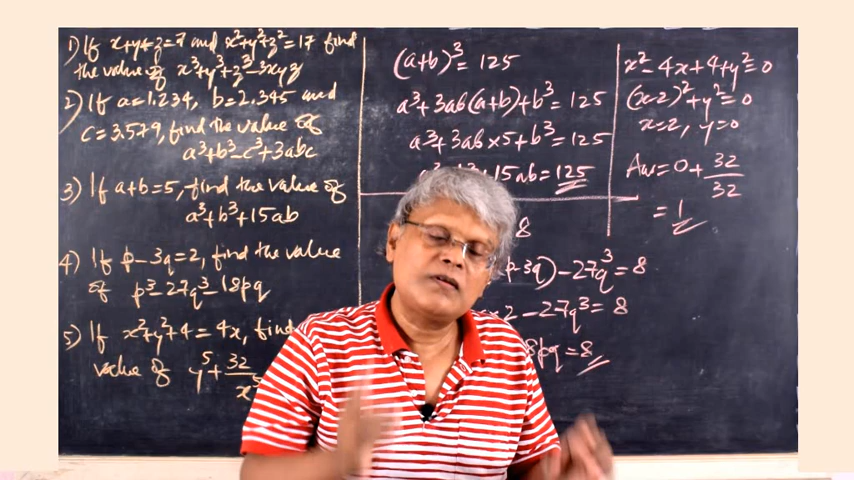 1) If x+y+z=7 and x²+y²+z²=17 find
the value of x³+y³+z³-3xyz
2) If a=1.234, b=2.345 and
c=3.579, find the value of
a³+b³-c³+3abc
3) If a+b=5, find the value of
a³+b³+15ab
4) If p-3q=2, find the value
of p³-27q³-18pq
5) If x²+y²+4=4x, find
value of y⁵+32/x⁵
(a+b)³=125
a³+3ab(a+b)+b³=125
a³+3ab×5+b³=125
15ab=125
8
p-3q)-27q³=8
×2-27q³=8
8pq=8
x²-4x+4+y²=0
(x-2)²+y²=0
x=2, y=0
Ans=0+32/32
=1